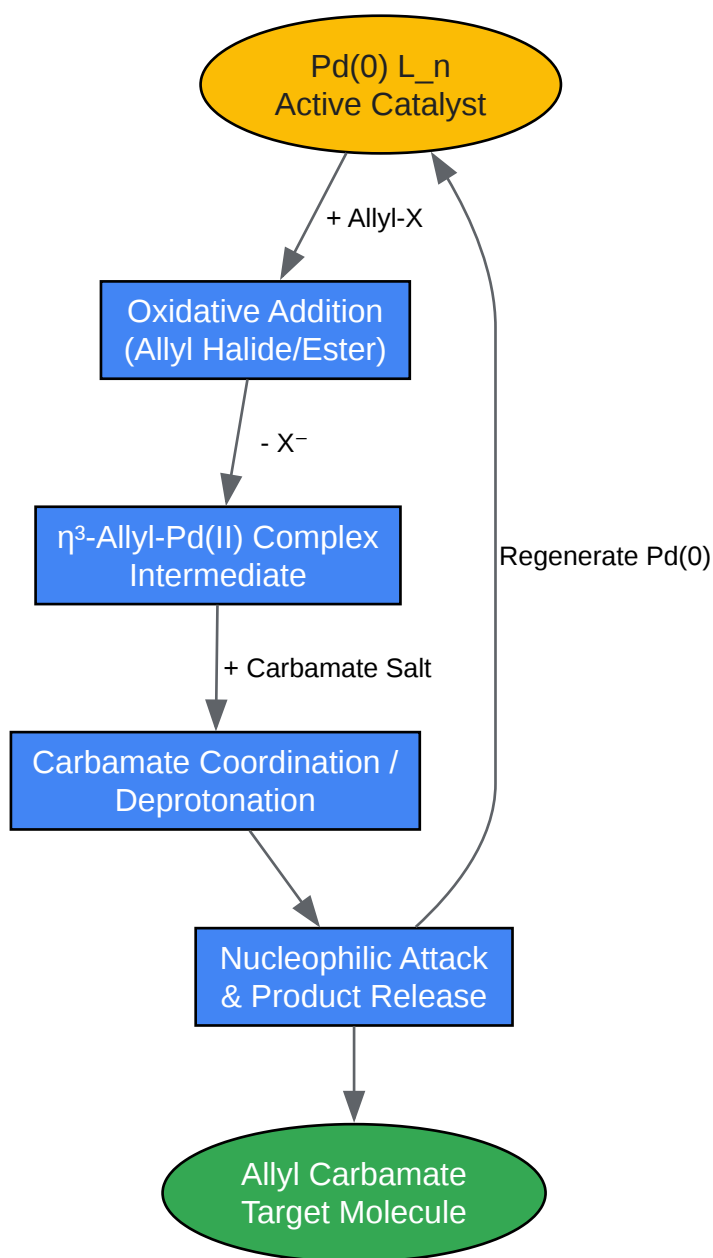 Pd(0) L_n
Active Catalyst
+ Allyl-X
Oxidative Addition
(Allyl Halide/Ester)
- X⁻
η³-Allyl-Pd(II) Complex
Intermediate
Regenerate Pd(0)
+ Carbamate Salt
Carbamate Coordination /
Deprotonation
Nucleophilic Attack
& Product Release
Allyl Carbamate
Target Molecule